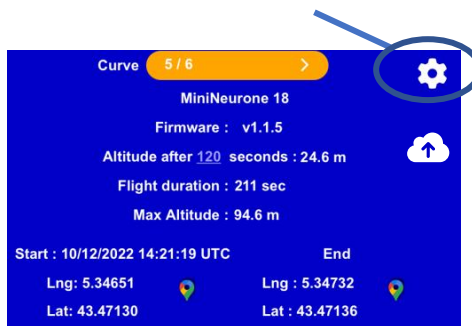 Curve 5 / 6
MiniNeurone 18
Firmware : v1.1.5
Altitude after 120 seconds : 24.6 m
Flight duration : 211 sec
Max Altitude : 94.6 m
Start : 10/12/2022 14:21:19 UTC End
Lng: 5.34651 Lng : 5.34732
Lat: 43.47130 Lat : 43.47136